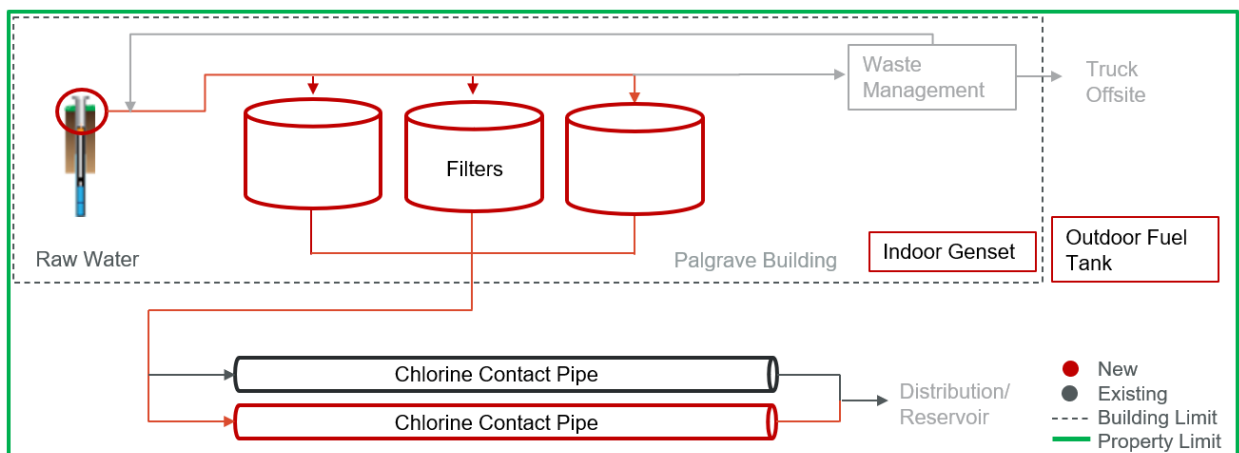 Waste
Management
Truck
Offsite
Filters
Raw Water
Palgrave Building
Indoor Genset
Outdoor Fuel
Tank
Chlorine Contact Pipe
Chlorine Contact Pipe
Distribution/
Reservoir
New
Existing
Building Limit
Property Limit